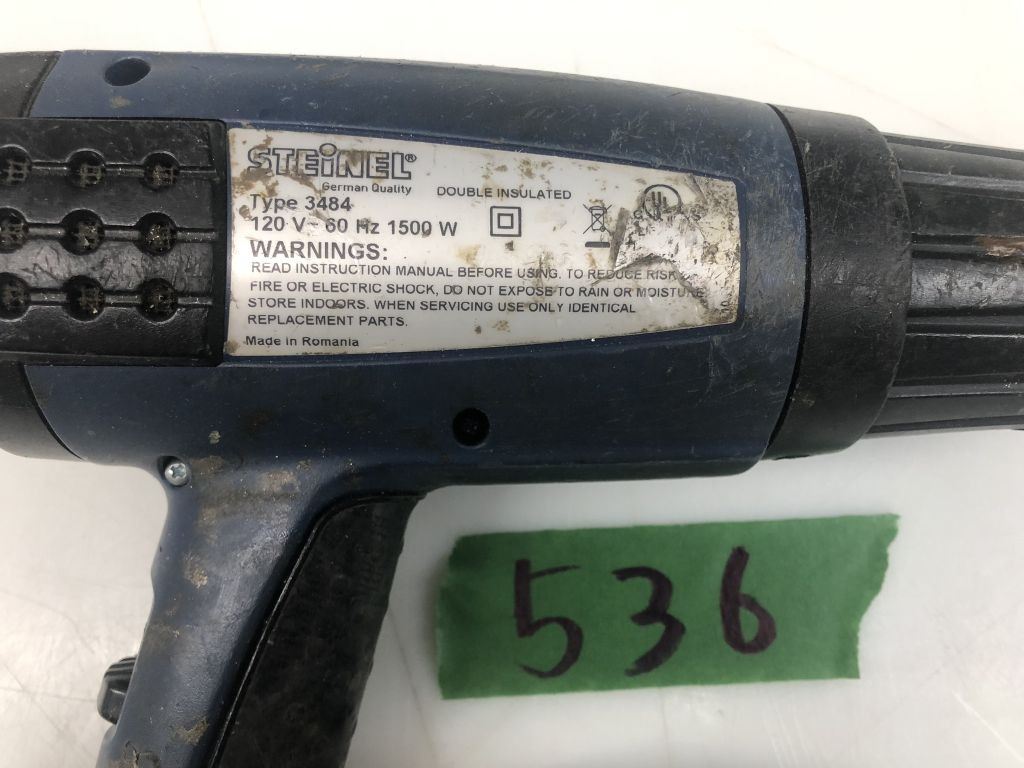 STEiNEL®
German Quality
DOUBLE INSULATED
Type 3484
120 V~ 60 Hz 1500 W
UL
WARNINGS:
READ INSTRUCTION MANUAL BEFORE USING. TO REDUCE RISK
FIRE OR ELECTRIC SHOCK, DO NOT EXPOSE TO RAIN OR MOISTURE
STORE INDOORS. WHEN SERVICING USE ONLY IDENTICAL
REPLACEMENT PARTS.
Made in Romania
536